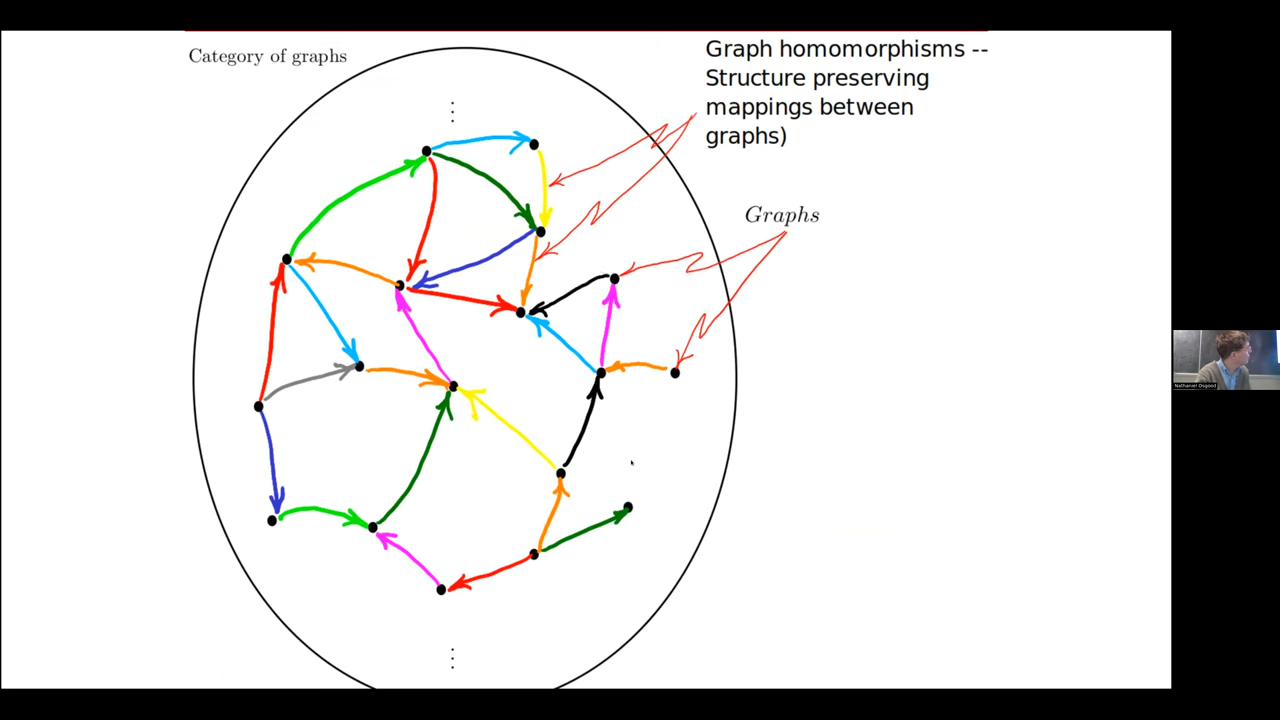 Category of graphs
Graph homomorphisms --
Structure preserving
mappings between
graphs)
Graphs
Nathaniel Osgood